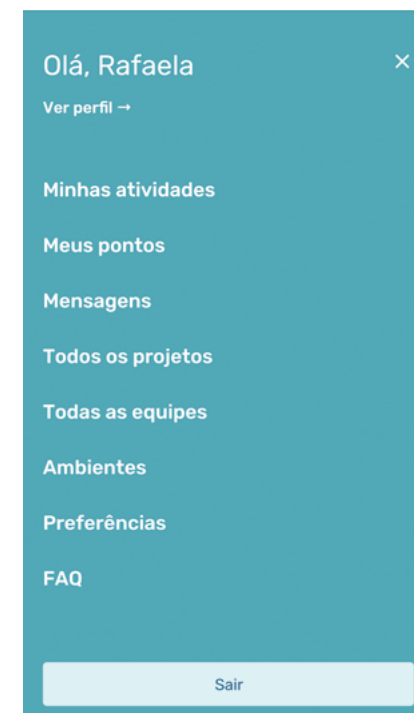 Olá, Rafaela
Ver perfil →
Minhas atividades
Meus pontos
Mensagens
Todos os projetos
Todas as equipes
Ambientes
Preferências
FAQ
Sair